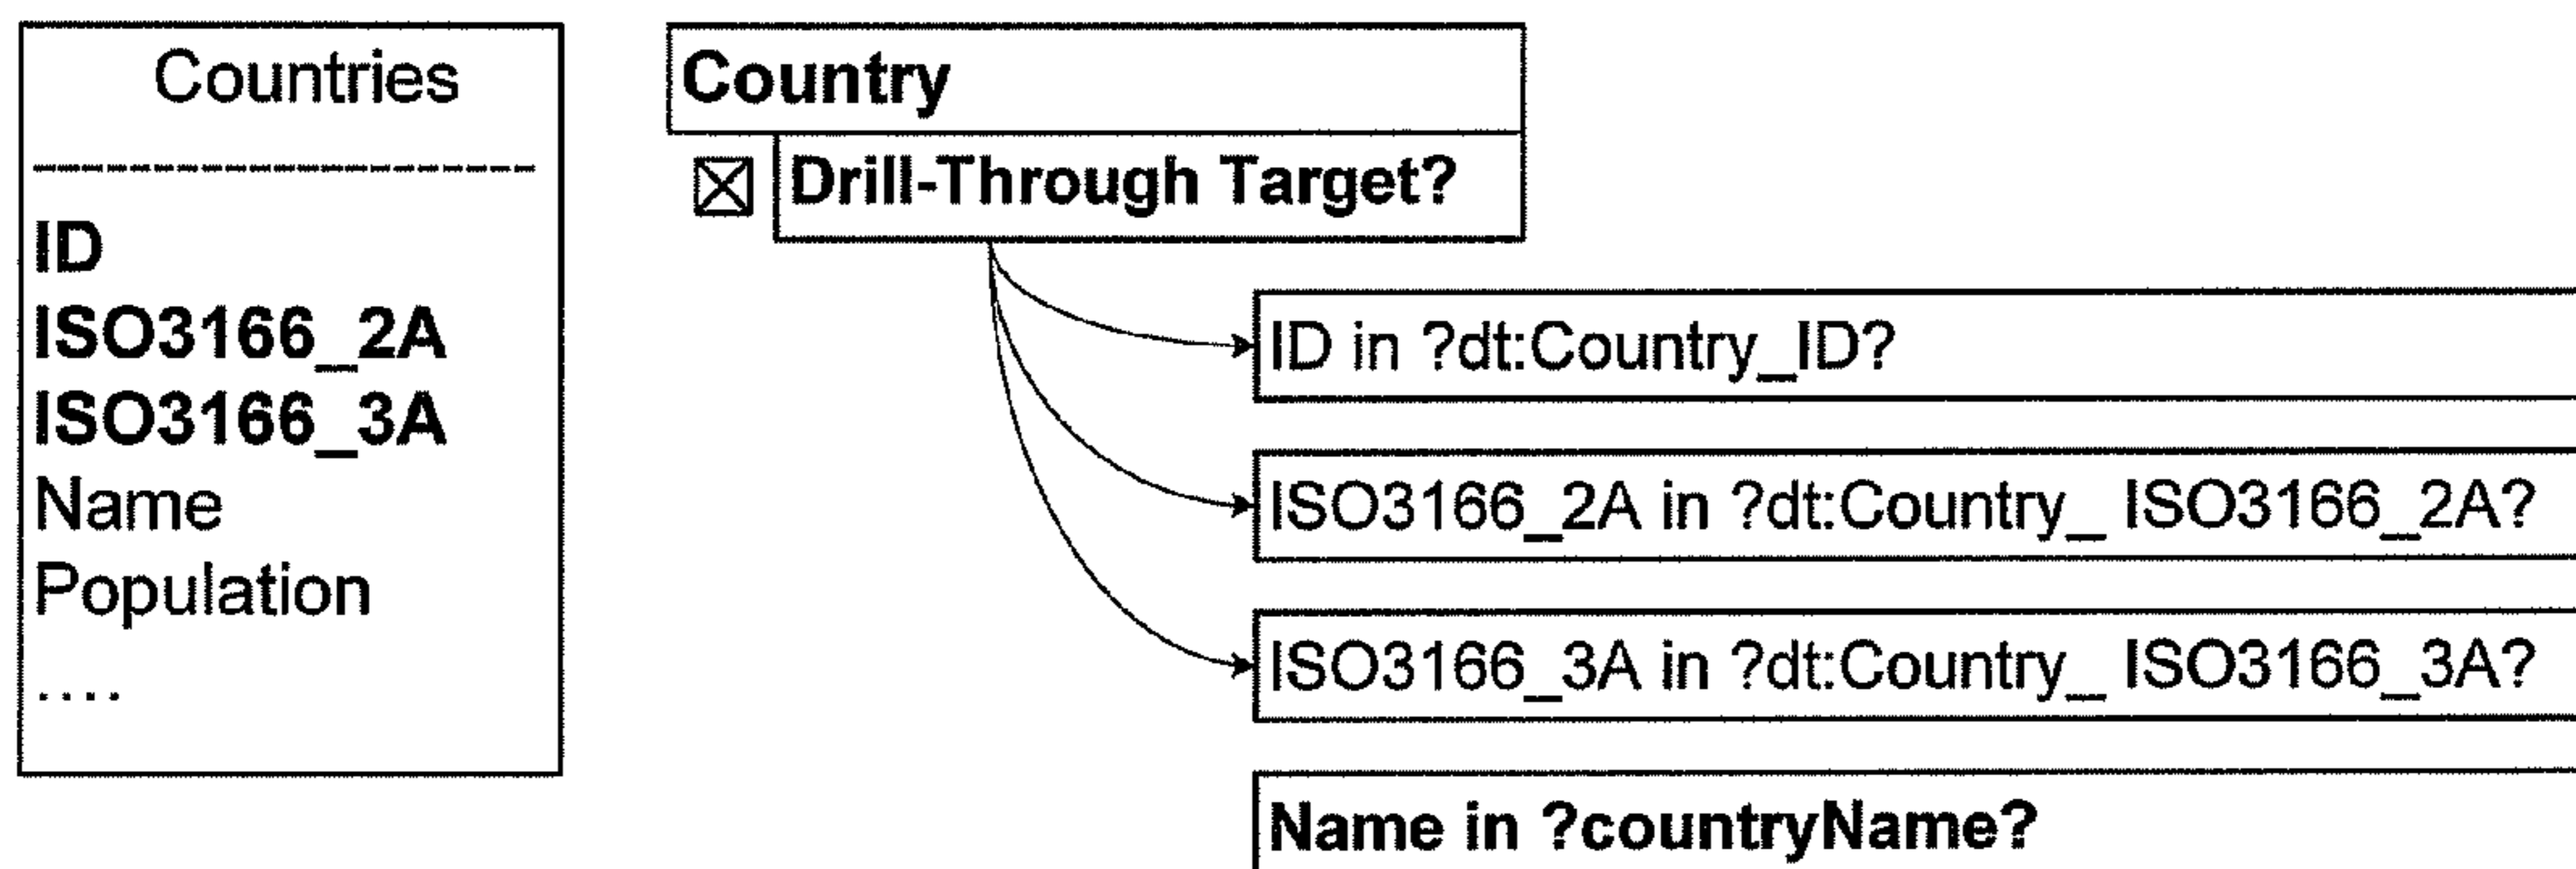 Countries
--------------------------
ID
ISO3166_2A
ISO3166_3A
Name
Population
....
Country
Drill-Through Target?
ID in ?dt:Country_ID?
ISO3166_2A in ?dt:Country_ ISO3166_2A?
ISO3166_3A in ?dt:Country_ ISO3166_3A?
Name in ?countryName?